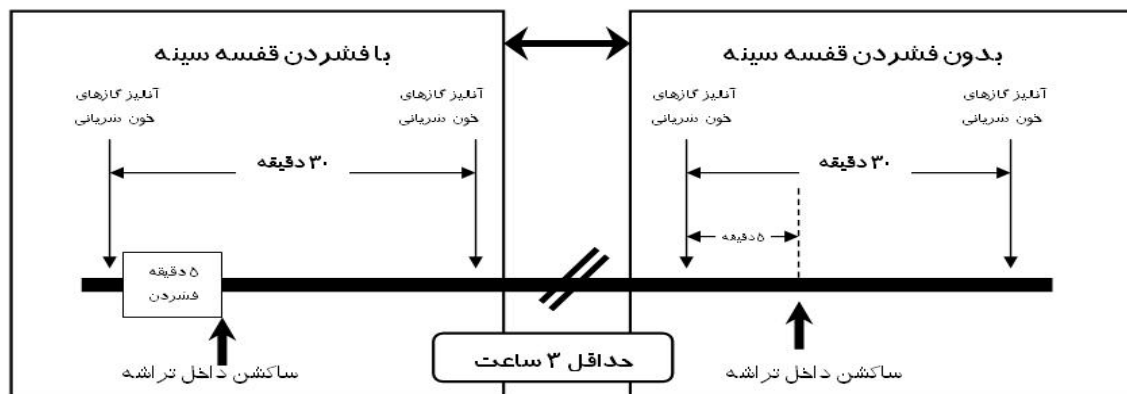 بدون فشردن قفسه سینه
آنالیز گازهای
خون شریانی
آنالیز گازهای
خون شریانی
۳۰ دقیقه
۵ دقیقه
ساکشن داخل تراشه
با فشردن قفسه سینه
آنالیز گازهای
خون شریانی
آنالیز گازهای
خون شریانی
۳۰ دقیقه
۵ دقیقه
فشردن
ساکشن داخل تراشه
حداقل ۳ ساعت